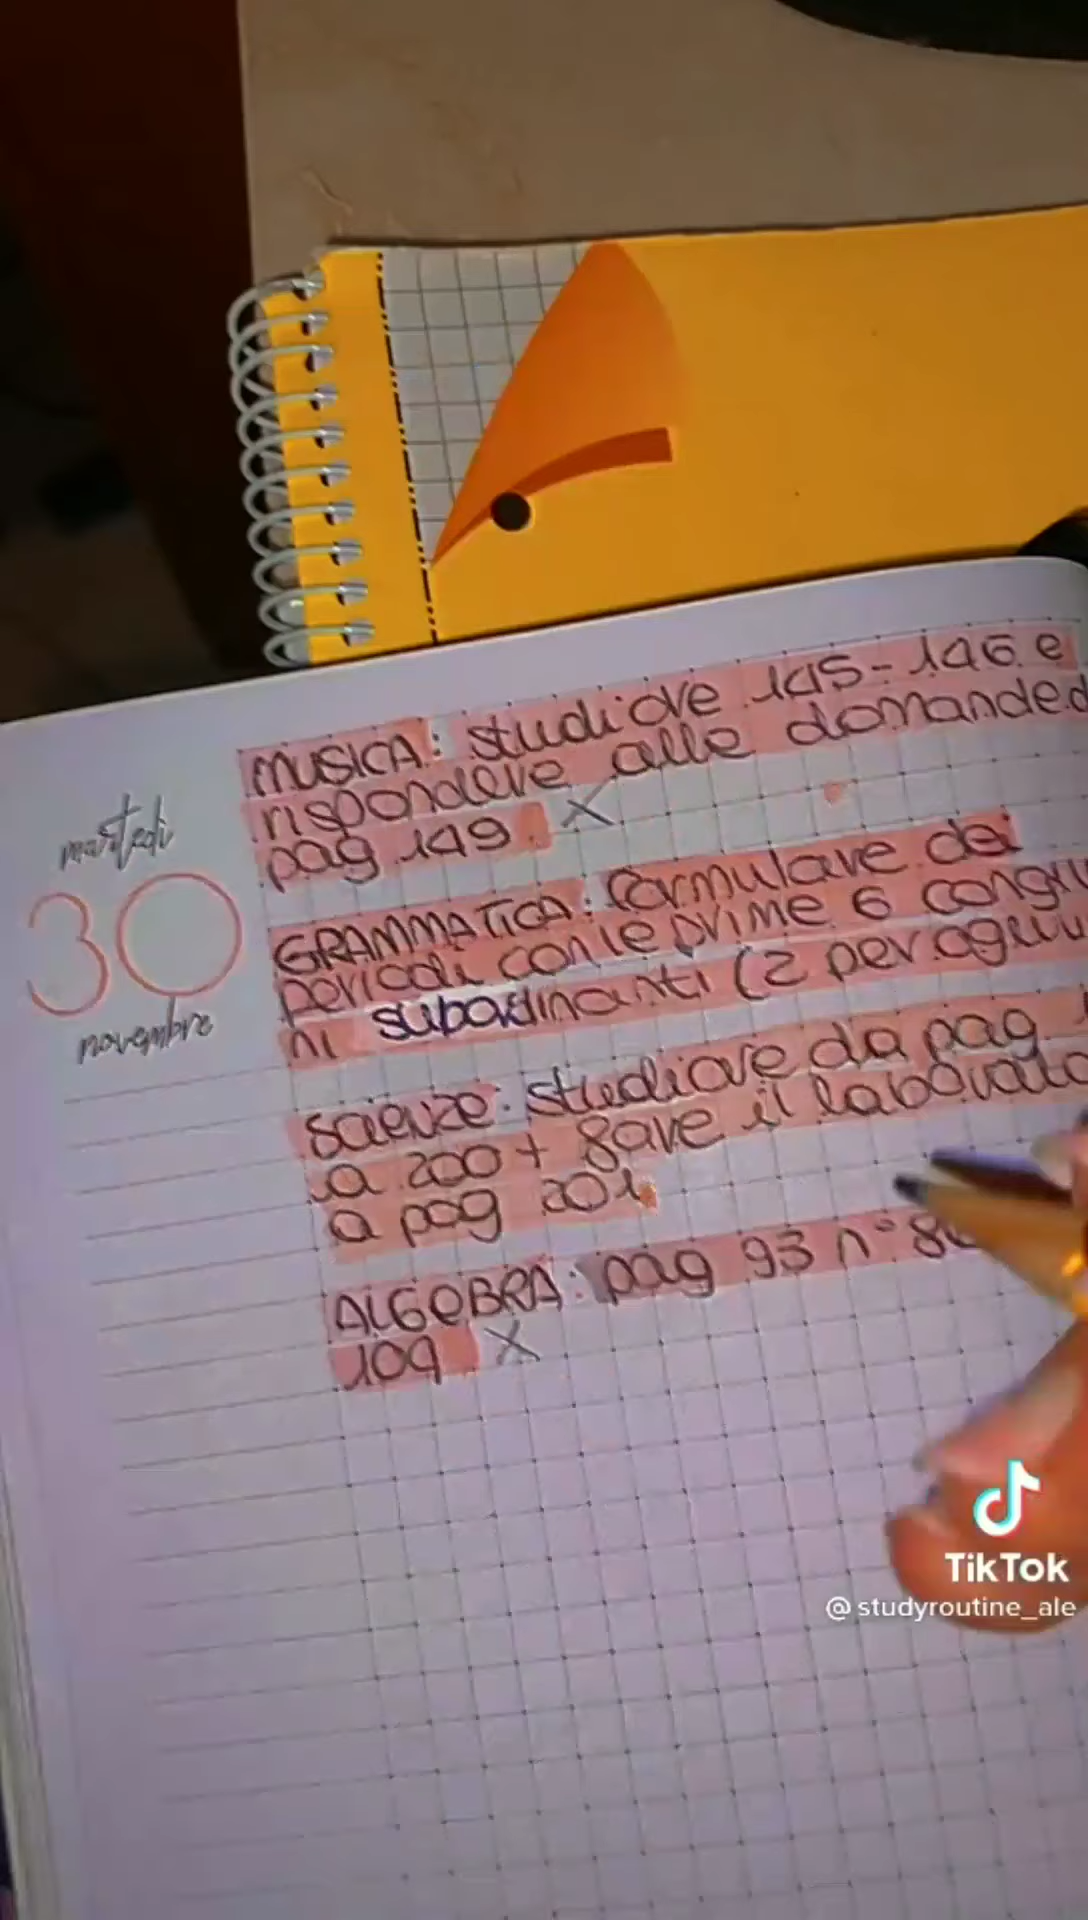 MUSICA: studiare 145-146 e
rispondere alle domande d
pag 149. X
martedì
30
novembre
GRAMMATICA: formulare dei
periodi con le prime 6 congiu
ni subordinanti (2 per ognu
SCIENZE: studiare da pag
a 200 + fare il laborato
a pag 201
ALGEBRA: pag 93 n°
109 X
TikTok
@studyroutine_ale